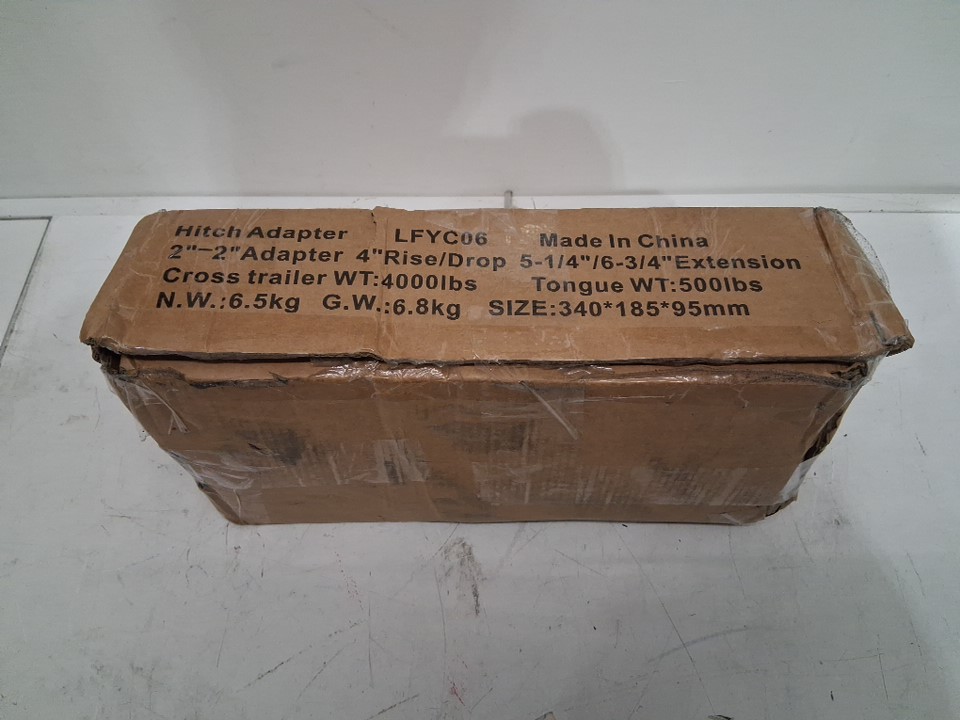 Hitch Adapter LFYC06 Made In China
2"-2"Adapter 4"Rise/Drop 5-1/4"/6-3/4"Extension
Cross trailer WT:4000lbs Tongue WT:500lbs
N.W.:6.5kg G.W.:6.8kg SIZE:340*185*95mm